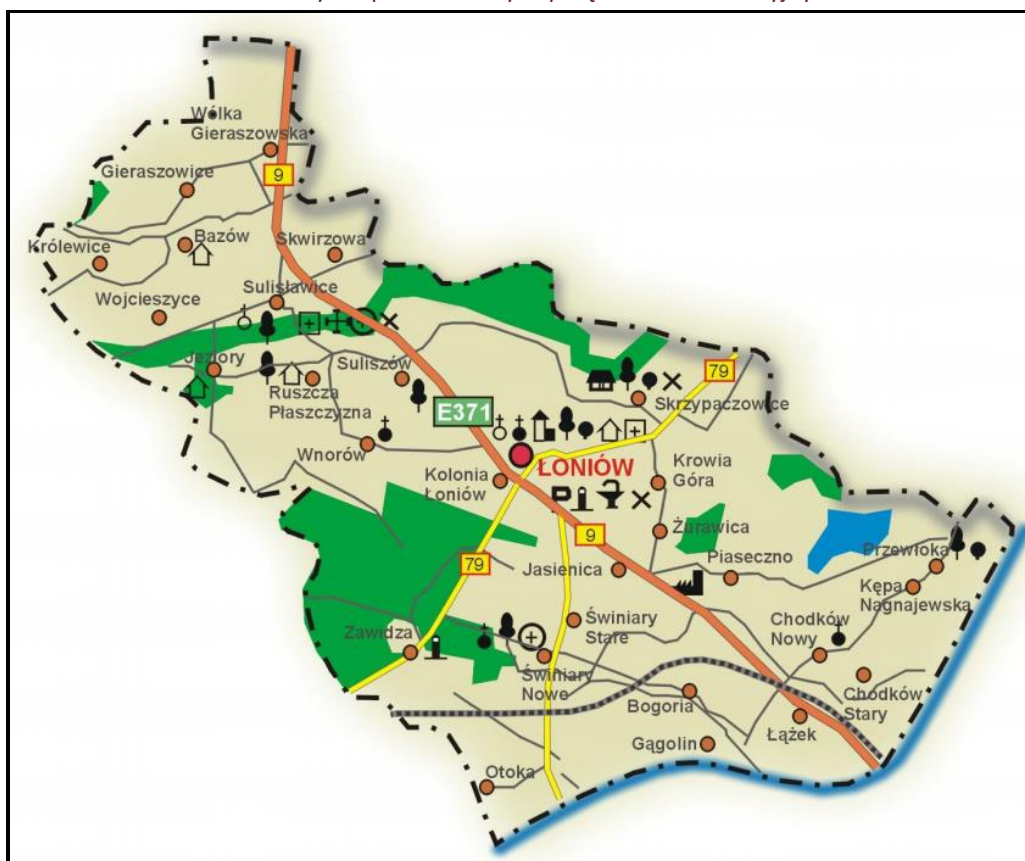 Wólka
Gieraszowska
Gieraszowice
9
Bazów
Skwirzowa
Królewice
Sulisławice
Wojcieszyce
Jeziory
Ruszcza
Płaszczyzna
Suliszów
79
Skrzypaczowice
E371
Wnorów
ŁONIÓW
Kolonia
Łoniów
Krowia
Góra
P
Żurawica
9
79
Jasienica
Piaseczno
Przewłoka
Kępa
Nagnajewska
Świniary
Stare
Chodków
Nowy
Zawidza
Świniary
Nowe
Chodków
Stary
Bogoria
Łążek
Gągolin
Otoka